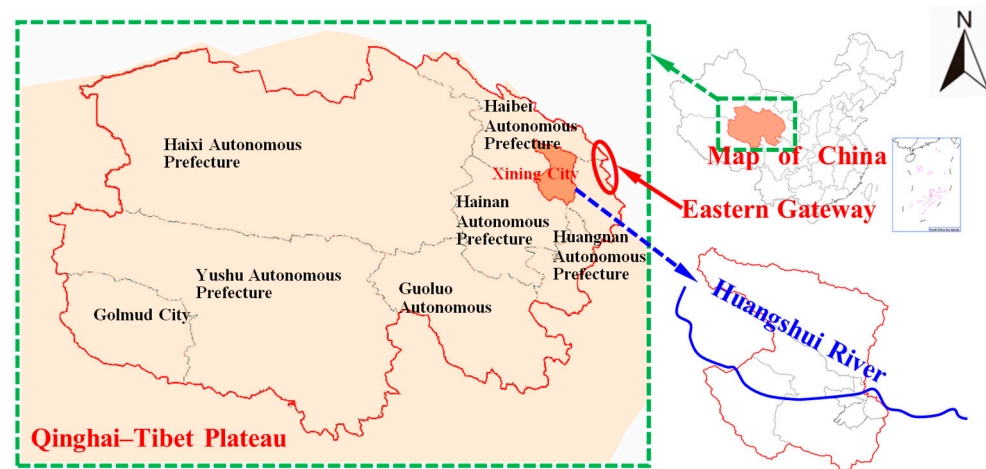 N
Haibei
Autonomous
Prefecture
Haixi Autonomous
Prefecture
Xining City
Map of China
Hainan
Autonomous
Prefecture
Eastern Gateway
Huangnan
Autonomous
Prefecture
Yushu Autonomous
Prefecture
Guoluo
Autonomous
Golmud City
Huangshui River
Qinghai–Tibet Plateau